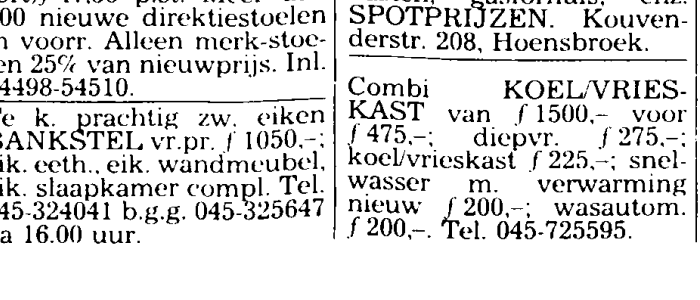 00 nieuwe direktiestoelen
voorr. Alleen merk-stoe-
en 25% van nieuwprijs. Inl.
4498-54510.
e k. prachtig zw. eiken
BANKSTEL vr.pr. ƒ 1050,-;
ik. eeth., eik. wandmeubel,
ik. slaapkamer compl. Tel.
45-324041 b.g.g. 045-325647
a 16.00 uur.
SPOTPRIJZEN. Kouven-
derstr. 208, Hoensbroek.
Combi KOEL/VRIES-
KAST van ƒ 1500,- voor
ƒ 475,-; diepvr. ƒ 275,-;
koel/vrieskast ƒ 225,-; snel-
wasser m. verwarming
nieuw ƒ 200,-; wasautom.
ƒ 200,-. Tel. 045-725595.